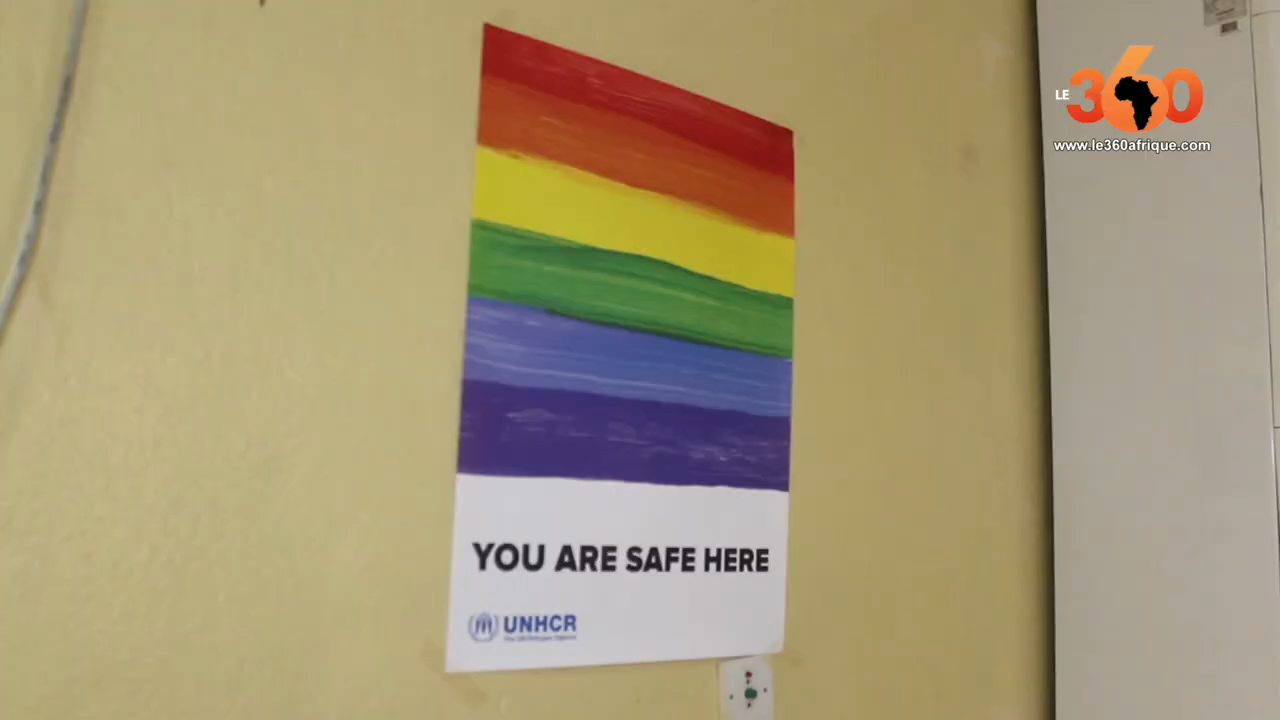 LE 360
www.le360afrique.com
YOU ARE SAFE HERE
UNHCR
The UN Refugee Agency